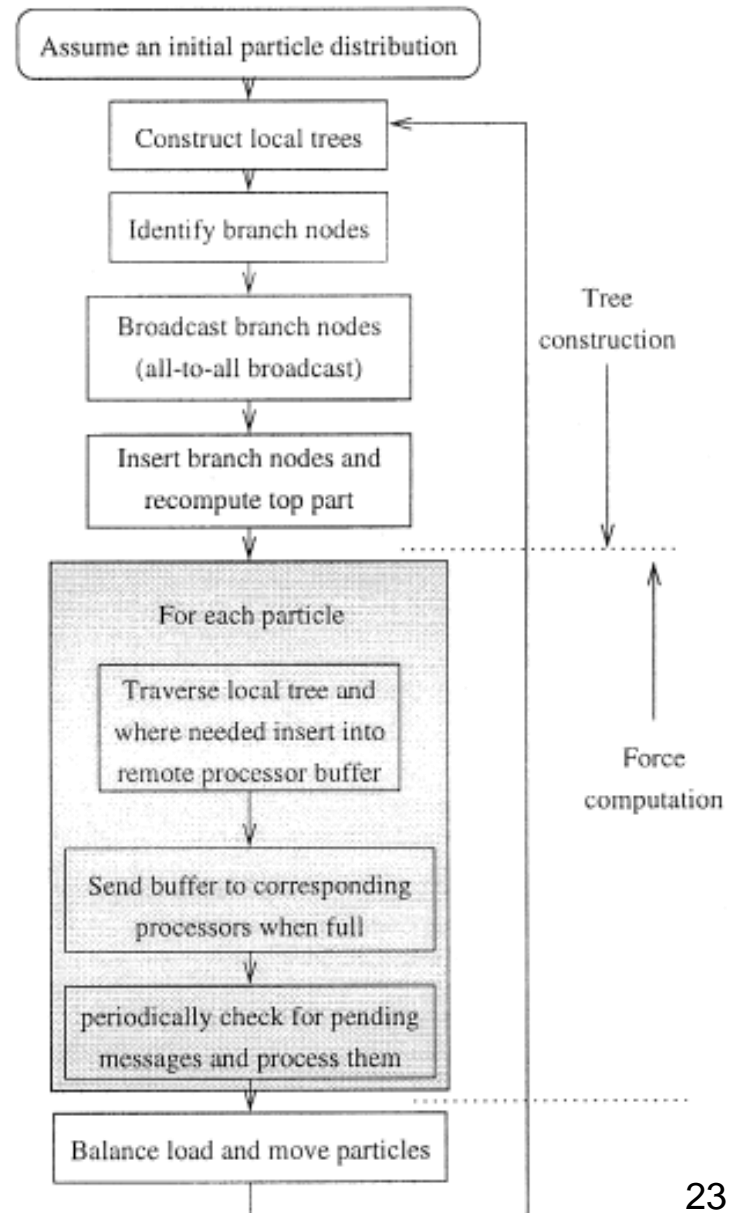 Assume an initial particle distribution
Construct local trees
Identify branch nodes
Broadcast branch nodes
(all-to-all broadcast)
Insert branch nodes and
recompute top part
Tree
construction
For each particle
Traverse local tree and
where needed insert into
remote processor buffer
Force
computation
Send buffer to corresponding
processors when full
periodically check for pending
messages and process them
Balance load and move particles
23